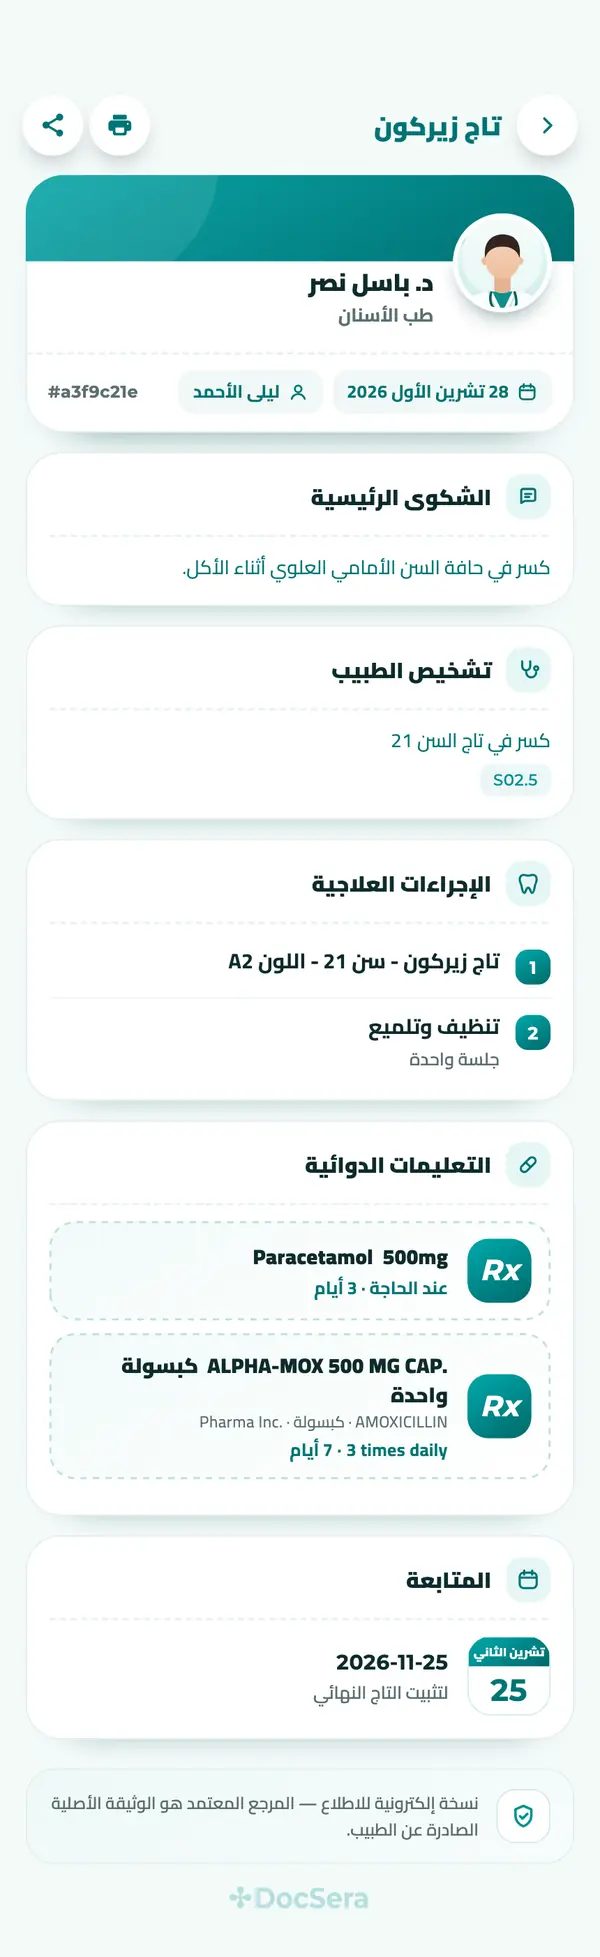 تاج زيركون
د. باسل نصر
طب الأسنان
28 تشرين الأول 2026
ليلى الأحمد
#a3f9c21e
الشكوى الرئيسية
كسر في حافة السن الأمامي العلوي أثناء الأكل.
تشخيص الطبيب
كسر في تاج السن 21
S02.5
الإجراءات العلاجية
1 تاج زيركون - سن 21 - اللون A2
2 تنظيف وتلميع
جلسة واحدة
التعليمات الدوائية
Rx
Paracetamol 500mg
عند الحاجة · 3 أيام
Rx
ALPHA-MOX 500 MG CAP. كبسولة
واحدة
AMOXICILLIN · كبسولة · Pharma Inc.
3 times daily · 7 أيام
المتابعة
تشرين الثاني
25
2026-11-25
لتثبيت التاج النهائي
نسخة إلكترونية للاطلاع — المرجع المعتمد هو الوثيقة الأصلية
الصادرة عن الطبيب.
DocSera